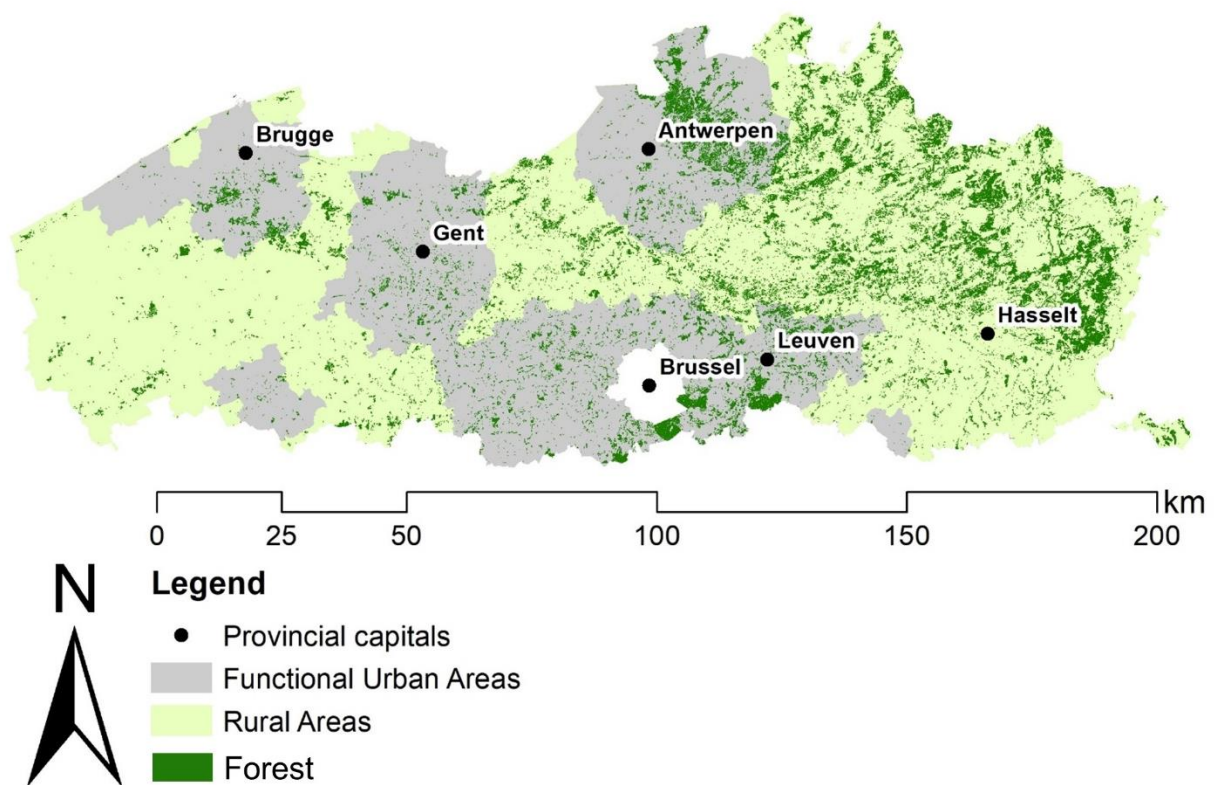 Brugge
Antwerpen
Gent
Hasselt
Leuven
Brussel
km
0 25 50 100 150 200
N
Legend
Provincial capitals
Functional Urban Areas
Rural Areas
Forest